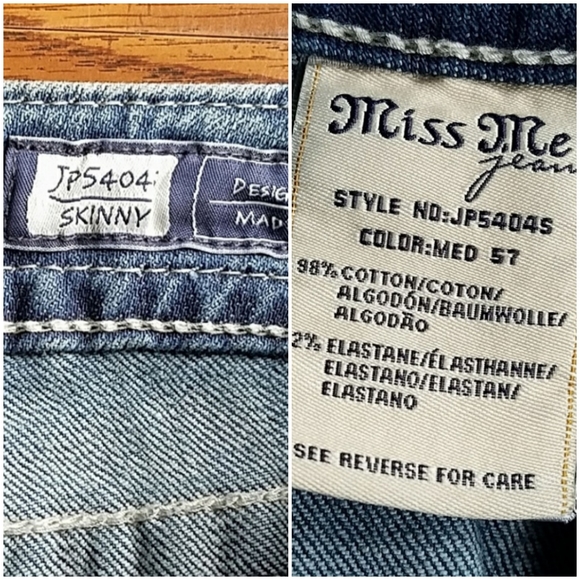 JP5404
SKINNY
DESIG
MAD
Miss Me
jean
STYLE NO:JP5404S
COLOR:MED 57
98% COTTON/COTON/
ALGODÓN/BAUMWOLLE/
ALGODÃO
2% ELASTANE/ÉLASTHANNE/
ELASTANO/ELASTAN/
ELASTANO
SEE REVERSE FOR CARE